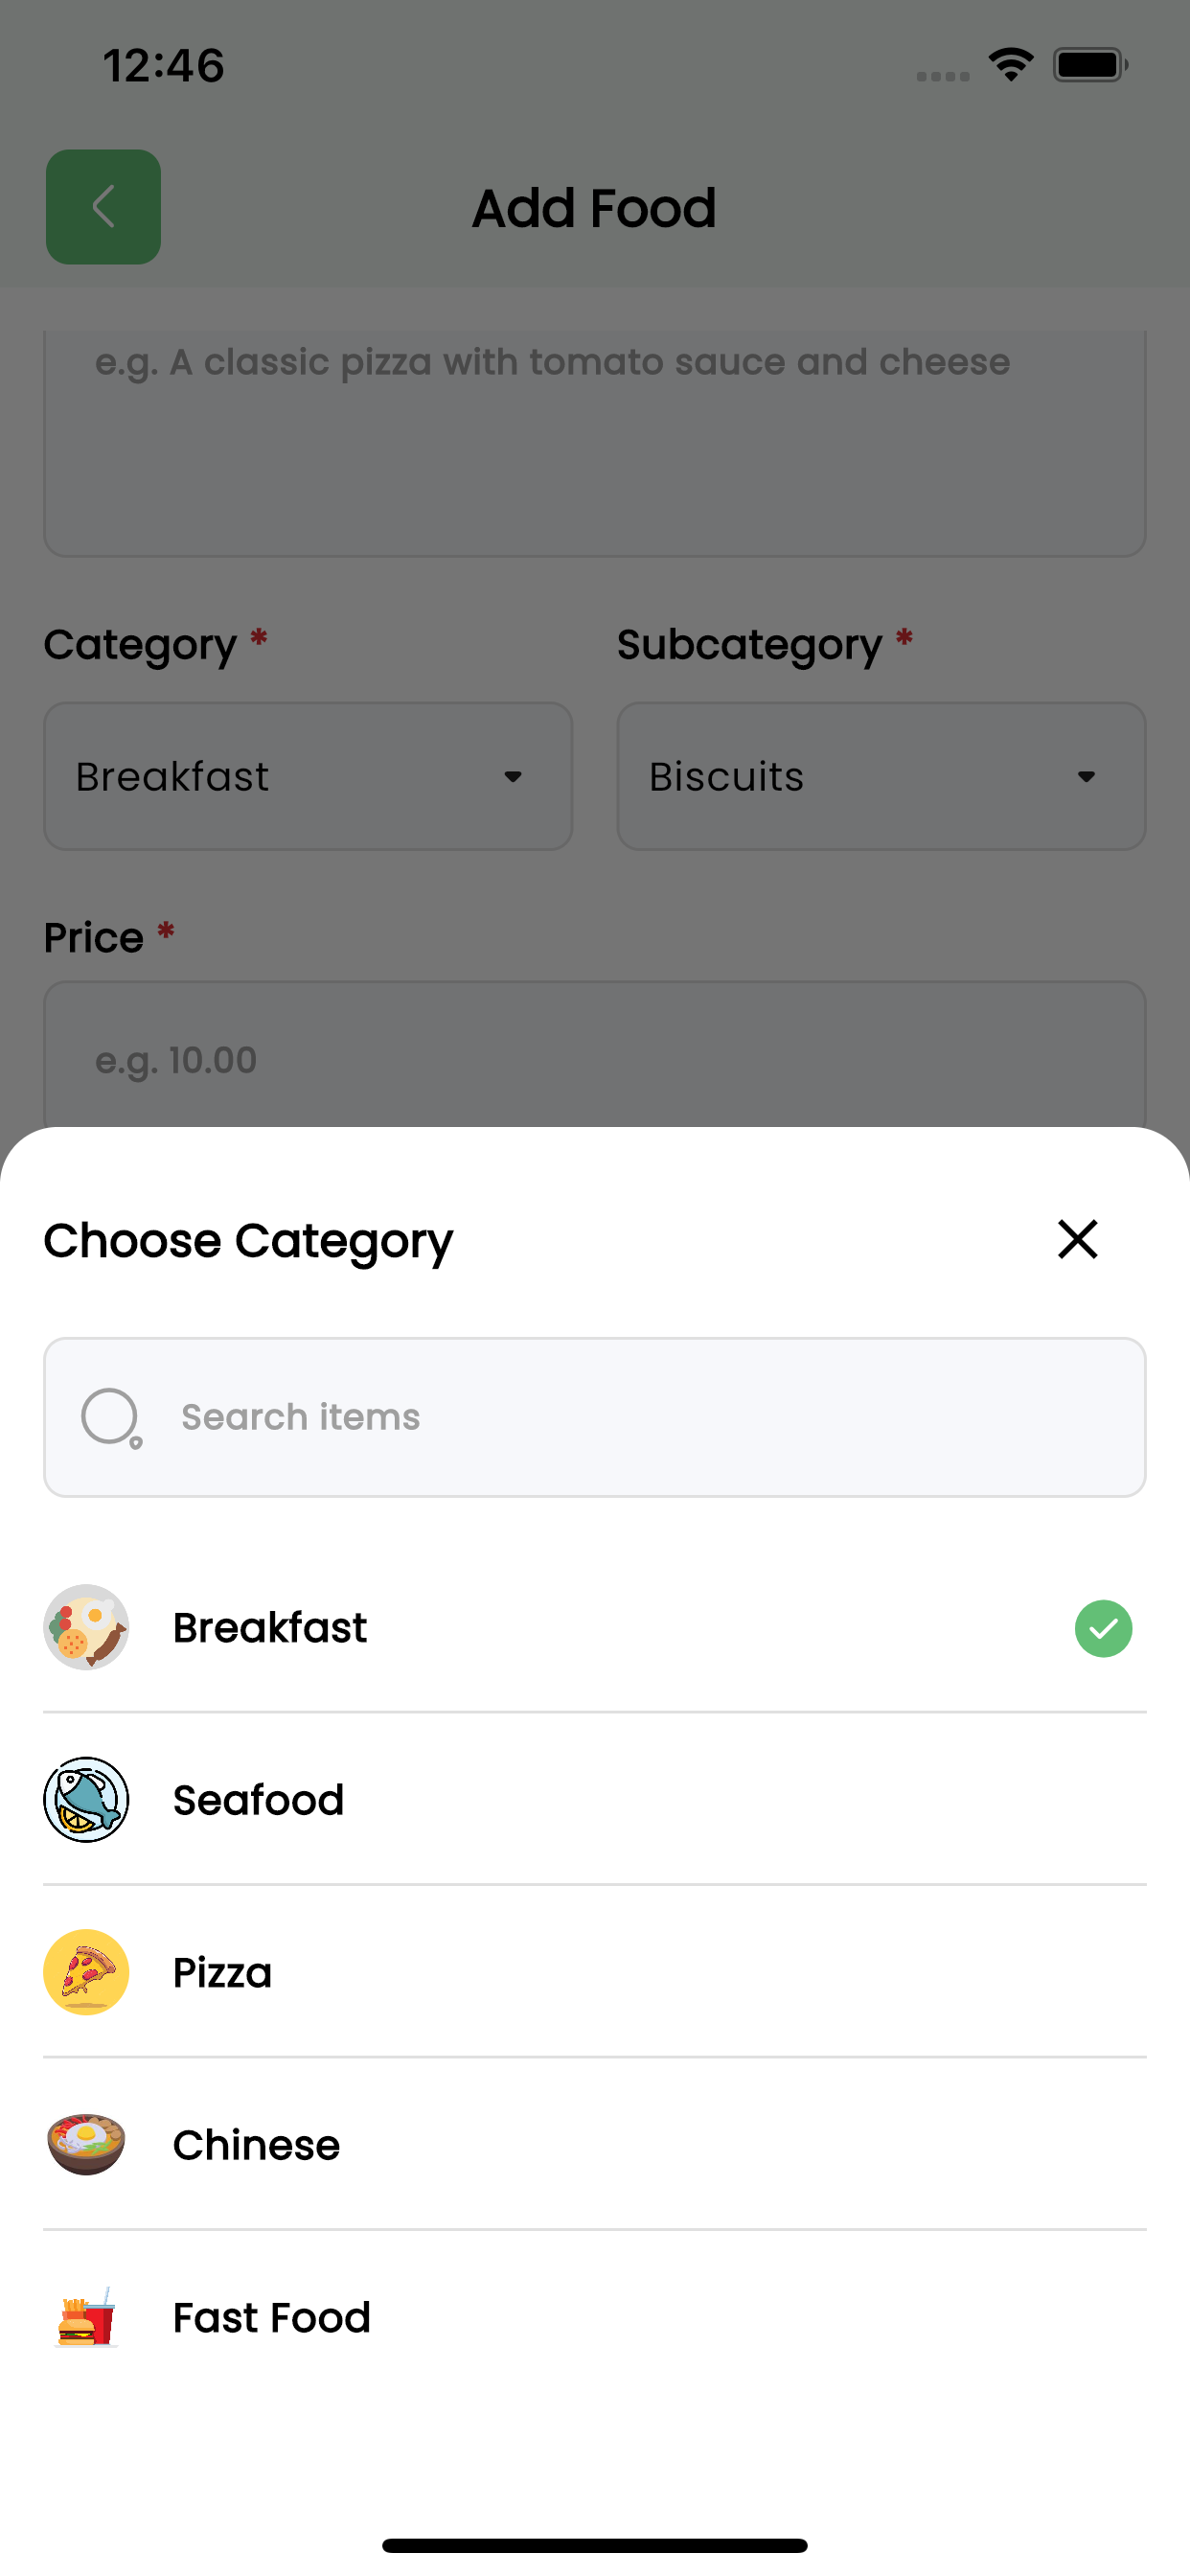 12:46
Add Food
e.g. A classic pizza with tomato sauce and cheese
Category * Subcategory *
Breakfast Biscuits
Price *
e.g. 10.00
Choose Category
Search items
Breakfast
Seafood
Pizza
Chinese
Fast Food